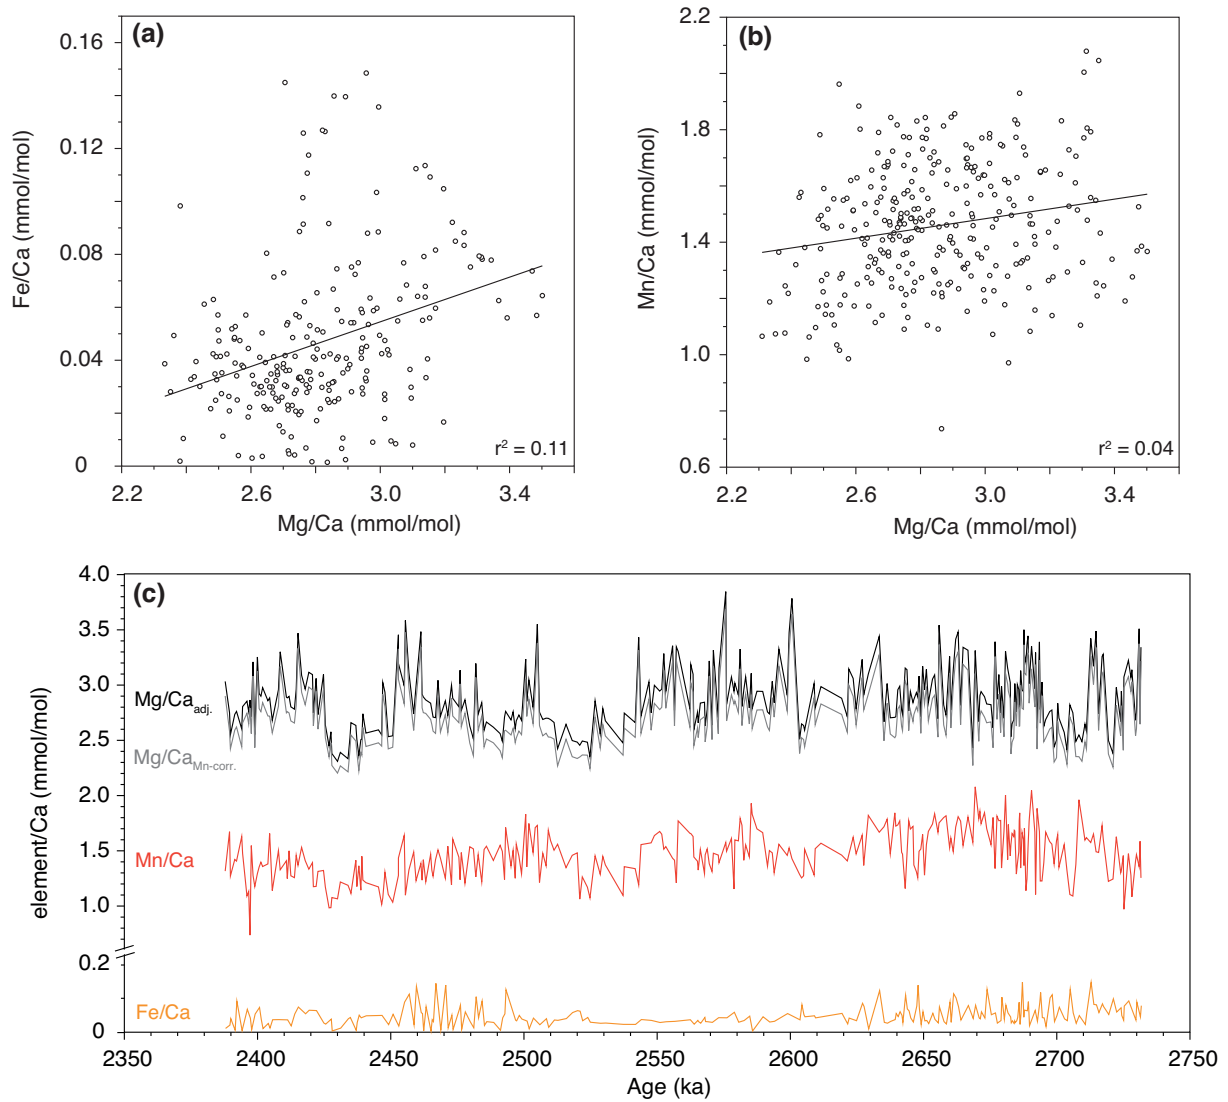 (a)
0.16
0.12
0.08
0.04
0
Fe/Ca (mmol/mol)
r² = 0.11
2.2 2.6 3.0 3.4
Mg/Ca (mmol/mol)
(b)
2.2
1.8
1.4
1.0
0.6
Mn/Ca (mmol/mol)
r² = 0.04
2.2 2.6 3.0 3.4
Mg/Ca (mmol/mol)
(c)
4.0
3.5
3.0
2.5
2.0
1.5
1.0
0.2
0
element/Ca (mmol/mol)
Mg/Ca adj.
Mg/Ca Mn-corr.
Mn/Ca
Fe/Ca
2350 2400 2450 2500 2550 2600 2650 2700 2750
Age (ka)